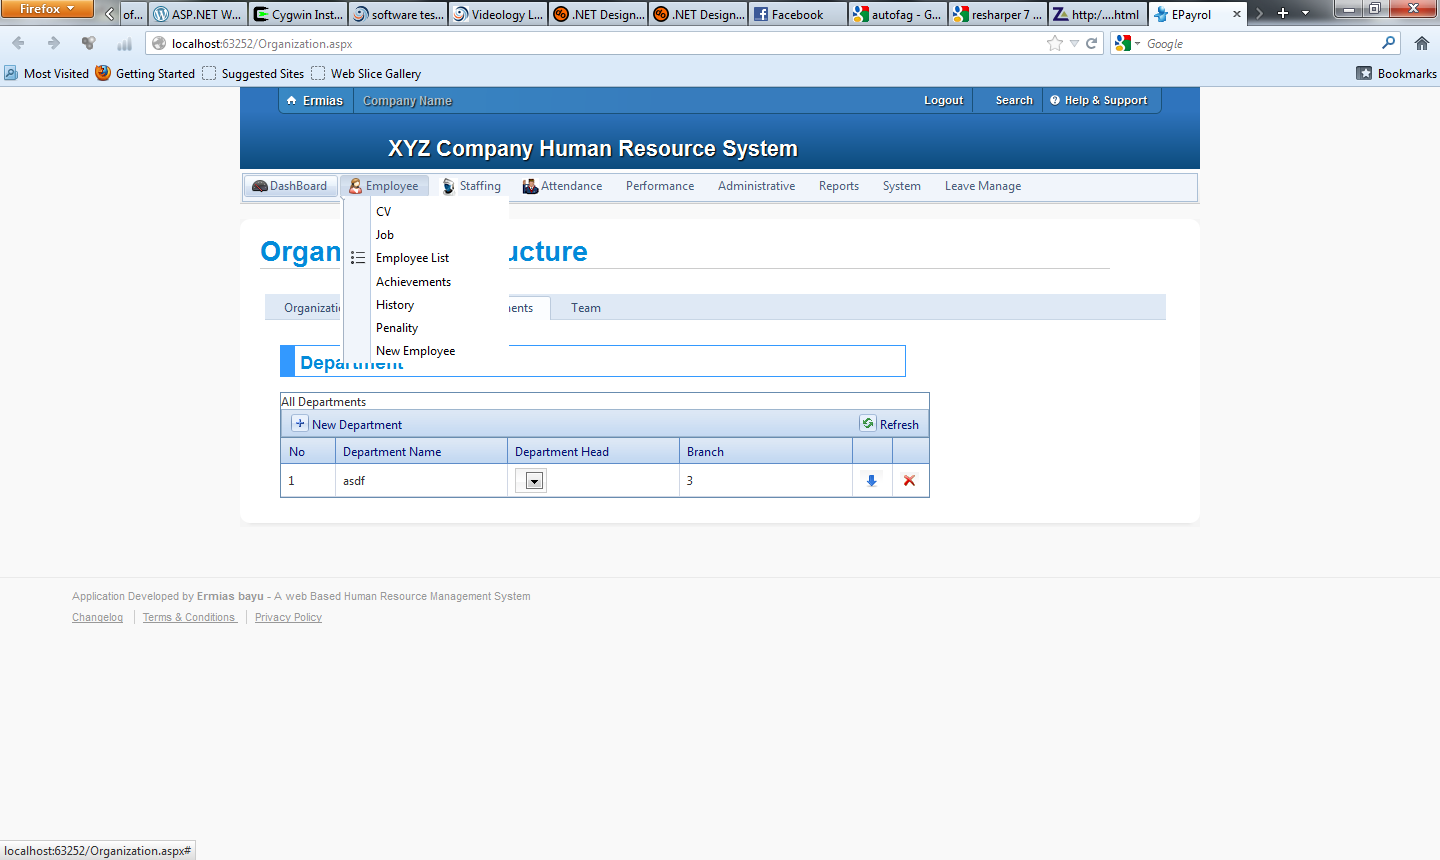 Firefox
of... ASP.NET W... Cygwin Inst... software tes... Videology L... .NET Design... .NET Design... Facebook autofag - G... resharper 7 ... http:/....html EPayrol
localhost:63252/Organization.aspx Google
Most Visited Getting Started Suggested Sites Web Slice Gallery Bookmarks
Ermias Company Name Logout Search Help & Support
XYZ Company Human Resource System
DashBoard Employee Staffing Attendance Performance Administrative Reports System Leave Manage
CV
Job
Employee List
Achievements
History
Penality
New Employee
Organ ucture
Organizati ents Team
Department
All Departments
New Department Refresh
No Department Name Department Head Branch
1 asdf 3
Application Developed by Ermias bayu - A web Based Human Resource Management System
Changelog Terms & Conditions Privacy Policy
localhost:63252/Organization.aspx#